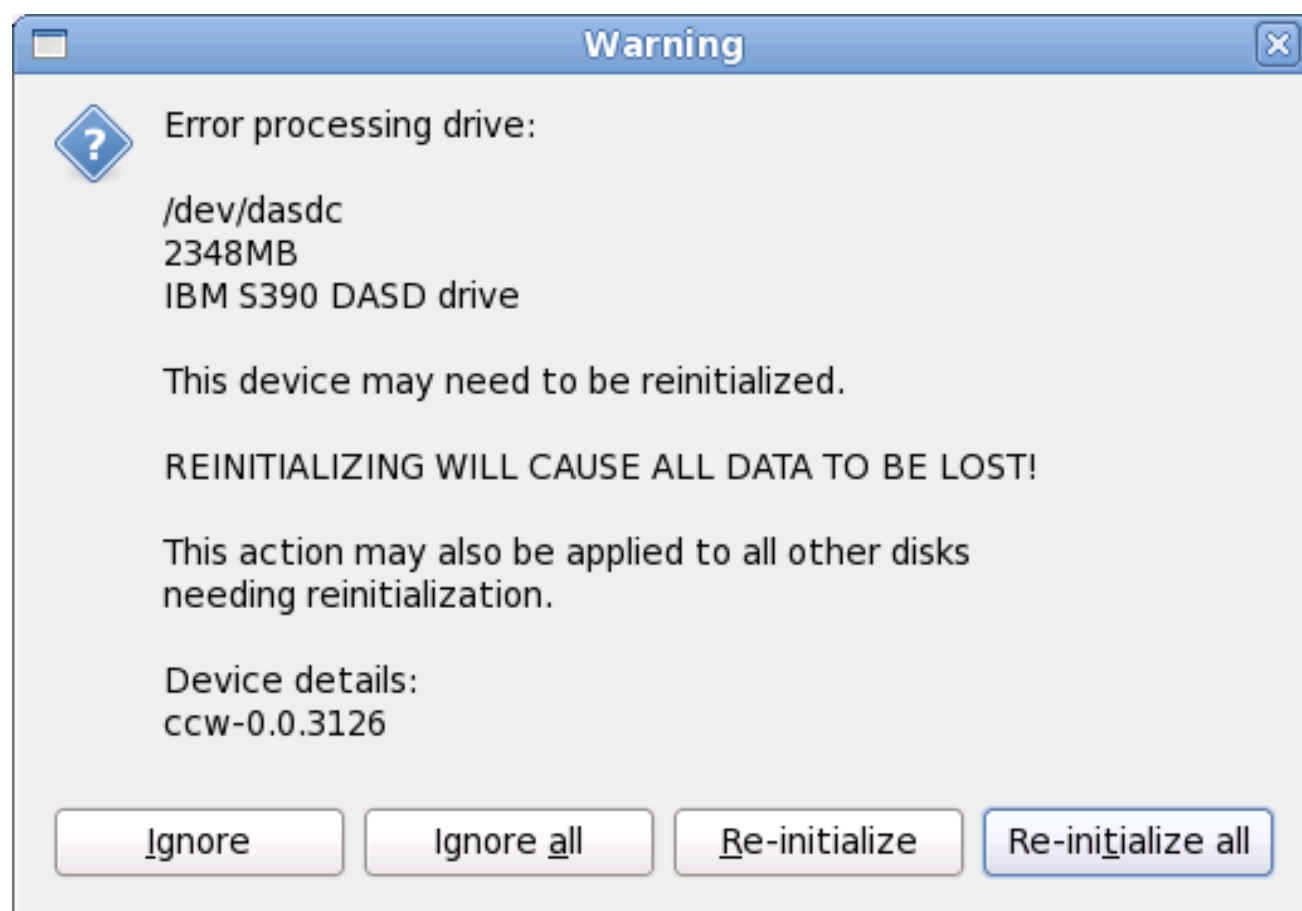 Warning
Error processing drive:
/dev/dasdc
2348MB
IBM S390 DASD drive
This device may need to be reinitialized.
REINITIALIZING WILL CAUSE ALL DATA TO BE LOST!
This action may also be applied to all other disks
needing reinitialization.
Device details:
ccw-0.0.3126
Ignore
Ignore all
Re-initialize
Re-initialize all